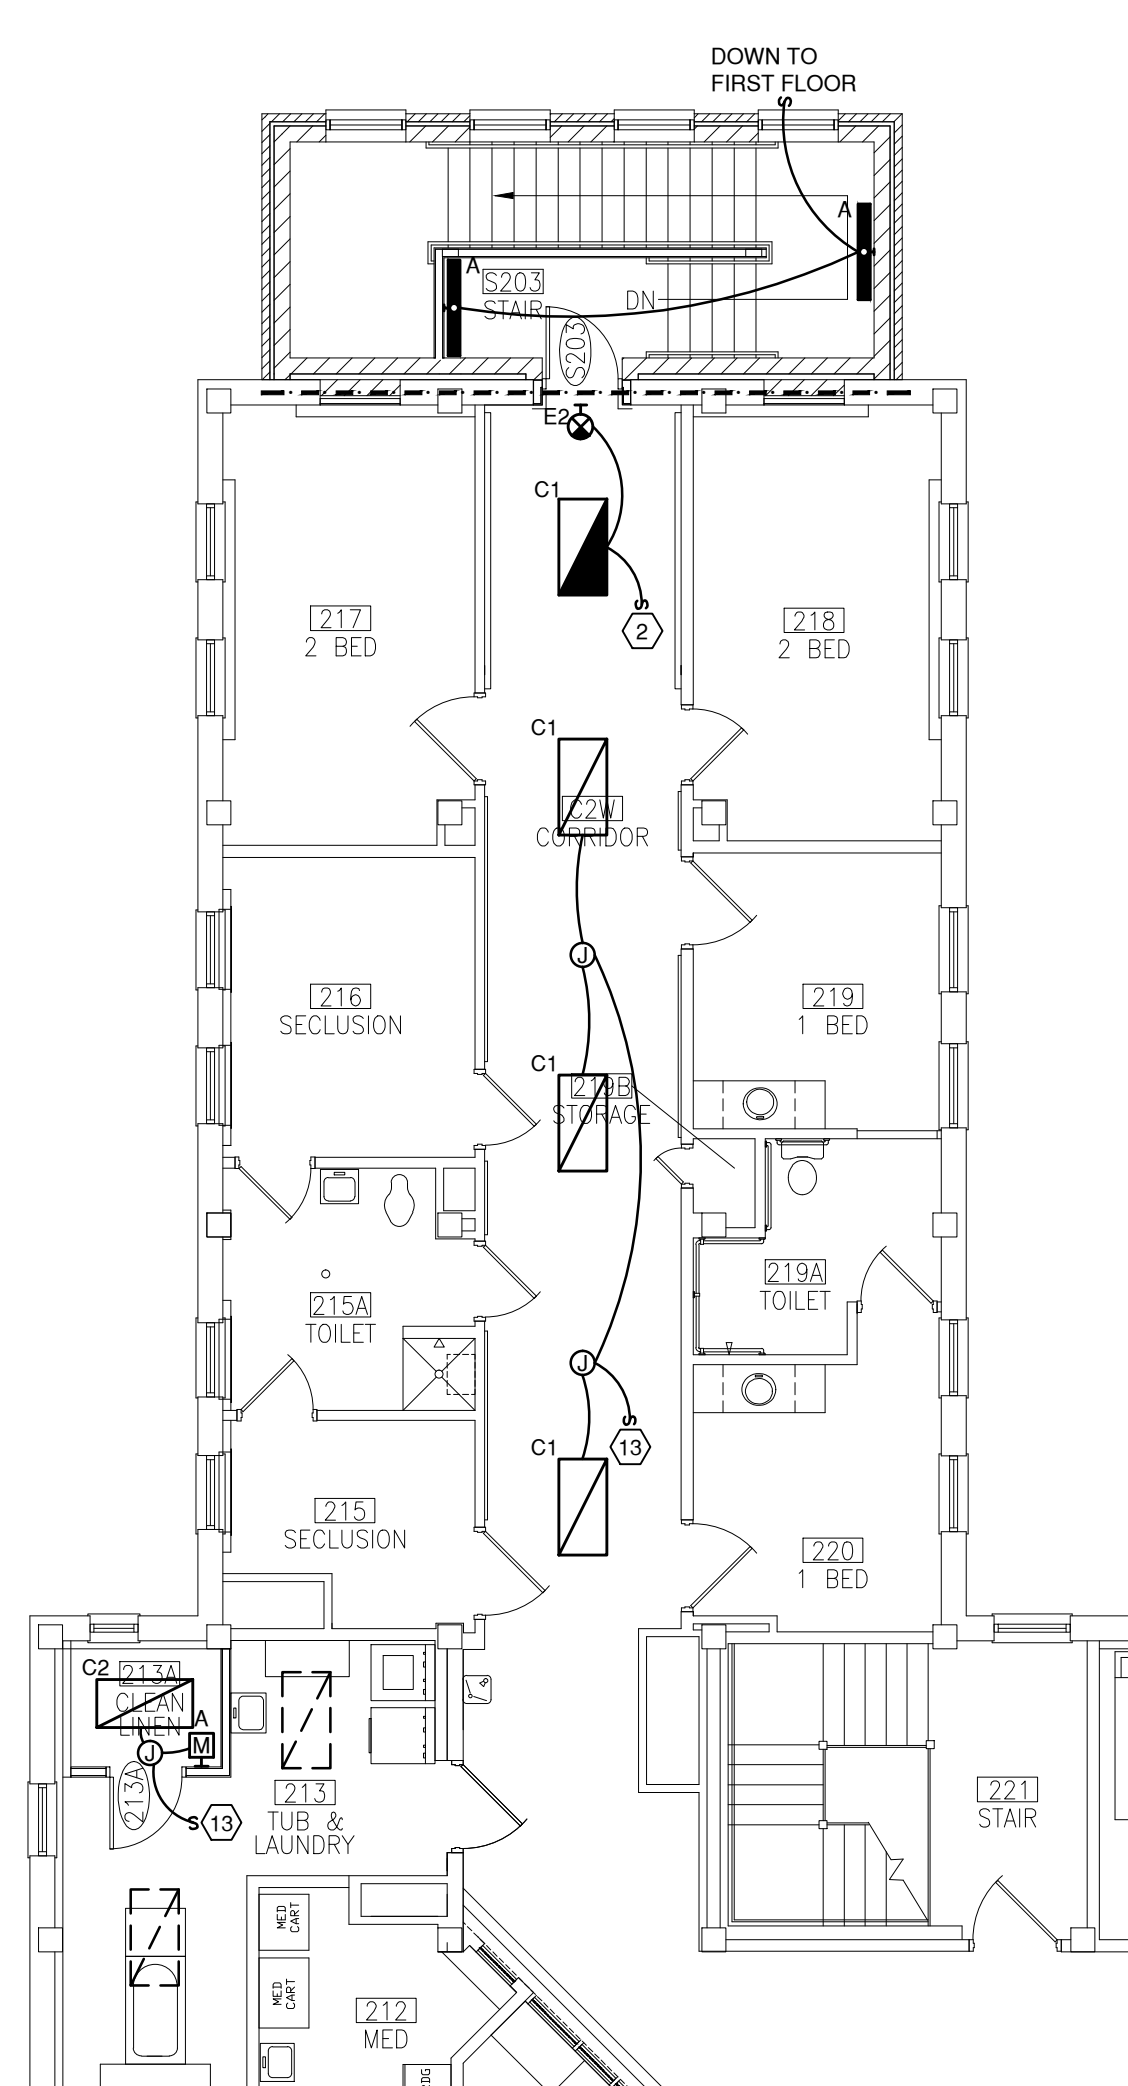 DOWN TO
FIRST FLOOR
S
A
A
S203
STAIR
DN
S203
E2
C1
S
2
217
2 BED
218
2 BED
C1
C2W
CORRIDOR
J
216
SECLUSION
219
1 BED
C1
219B
STORAGE
219A
TOILET
215A
TOILET
J
S
13
C1
215
SECLUSION
220
1 BED
C2
213A
CLEAN
LINEN
A
M
J
213A
S
13
213
TUB &
LAUNDRY
221
STAIR
MED
CART
MED
CART
212
MED
RDG